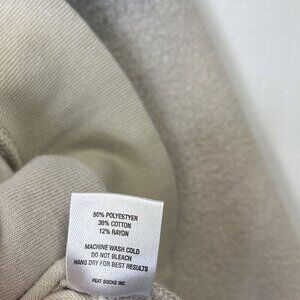 50% POLYESTYER
38% COTTON
12% RAYON
MACHINE WASH COLD
DO NOT BLEACH
HANG DRY FOR BEST RESULTS
FEAT SOCKS INC